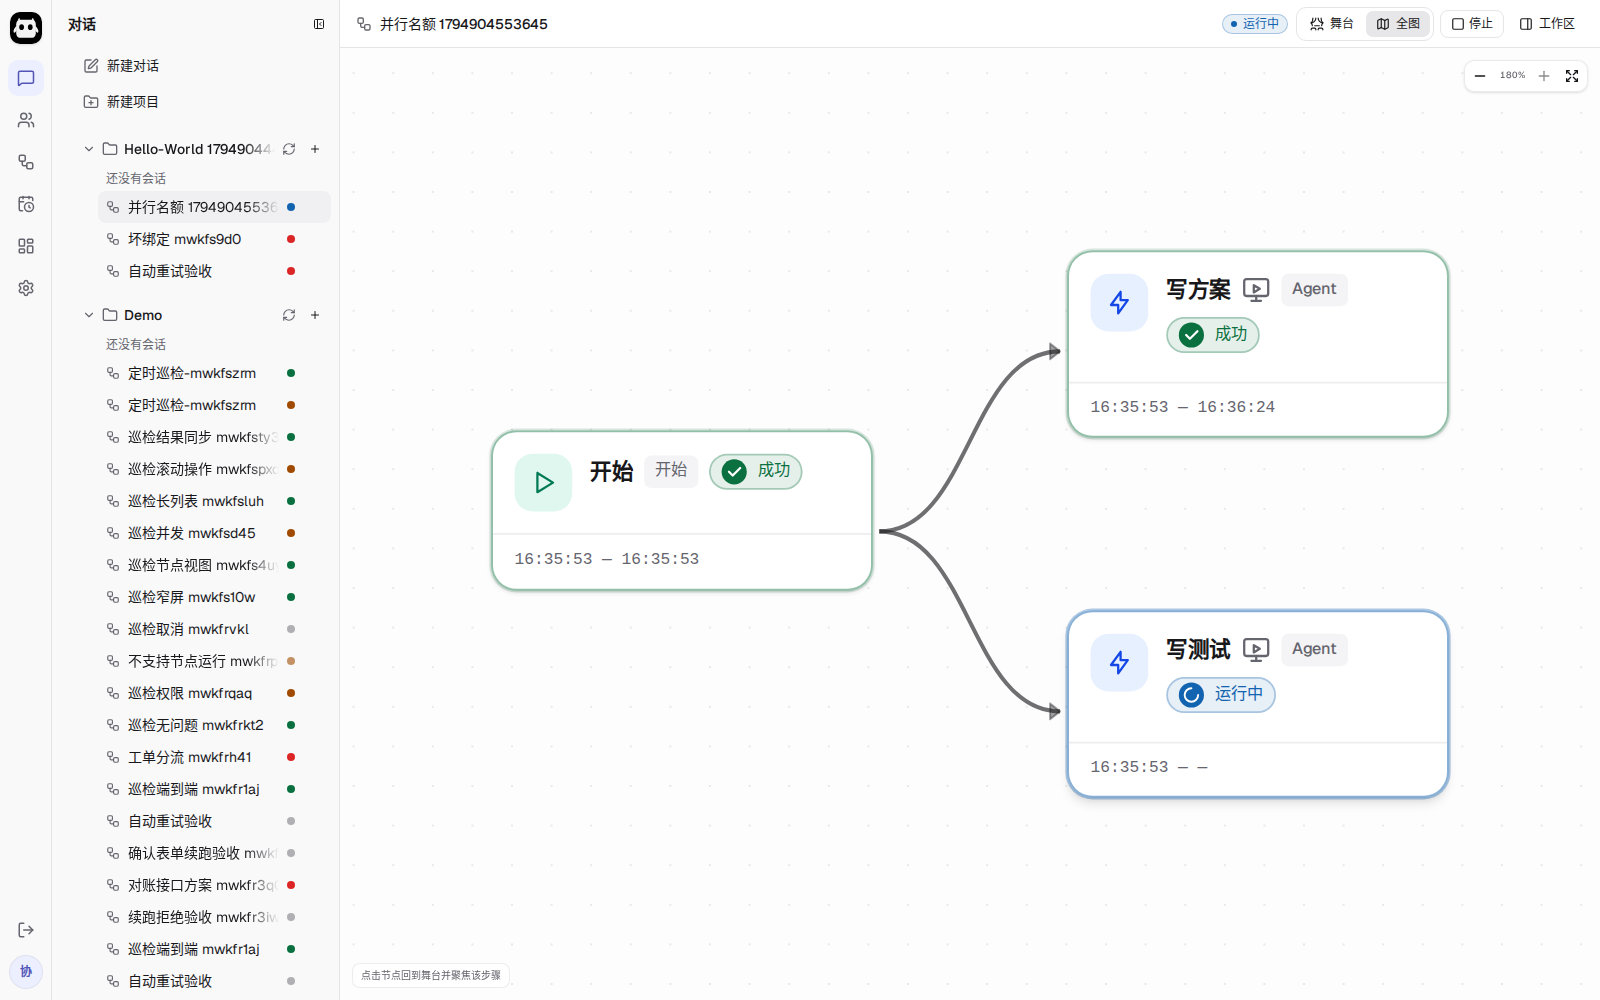 对话
新建对话
新建项目
Hello-World 17949044
还没有会话
并行名额 17949045536
坏绑定 mwkfs9d0
自动重试验收
Demo
还没有会话
定时巡检-mwkfszrm
定时巡检-mwkfszrm
巡检结果同步 mwkfsty3
巡检滚动操作 mwkfspx
巡检长列表 mwkfsluh
巡检并发 mwkfsd45
巡检节点视图 mwkfs4u
巡检窄屏 mwkfs10w
巡检取消 mwkfrvkl
不支持节点运行 mwkfrp
巡检权限 mwkfrqaq
巡检无问题 mwkfrkt2
工单分流 mwkfrh41
巡检端到端 mwkfr1aj
自动重试验收
确认表单续跑验收 mwkf
对账接口方案 mwkfr3q
续跑拒绝验收 mwkfr3iw
巡检端到端 mwkfr1aj
自动重试验收
协
并行名额 1794904553645
运行中
舞台
全图
停止
工作区
180%
写方案 Agent
成功
16:35:53 — 16:36:24
开始 开始 成功
16:35:53 — 16:35:53
写测试 Agent
运行中
16:35:53 — —
点击节点回到舞台并聚焦该步骤